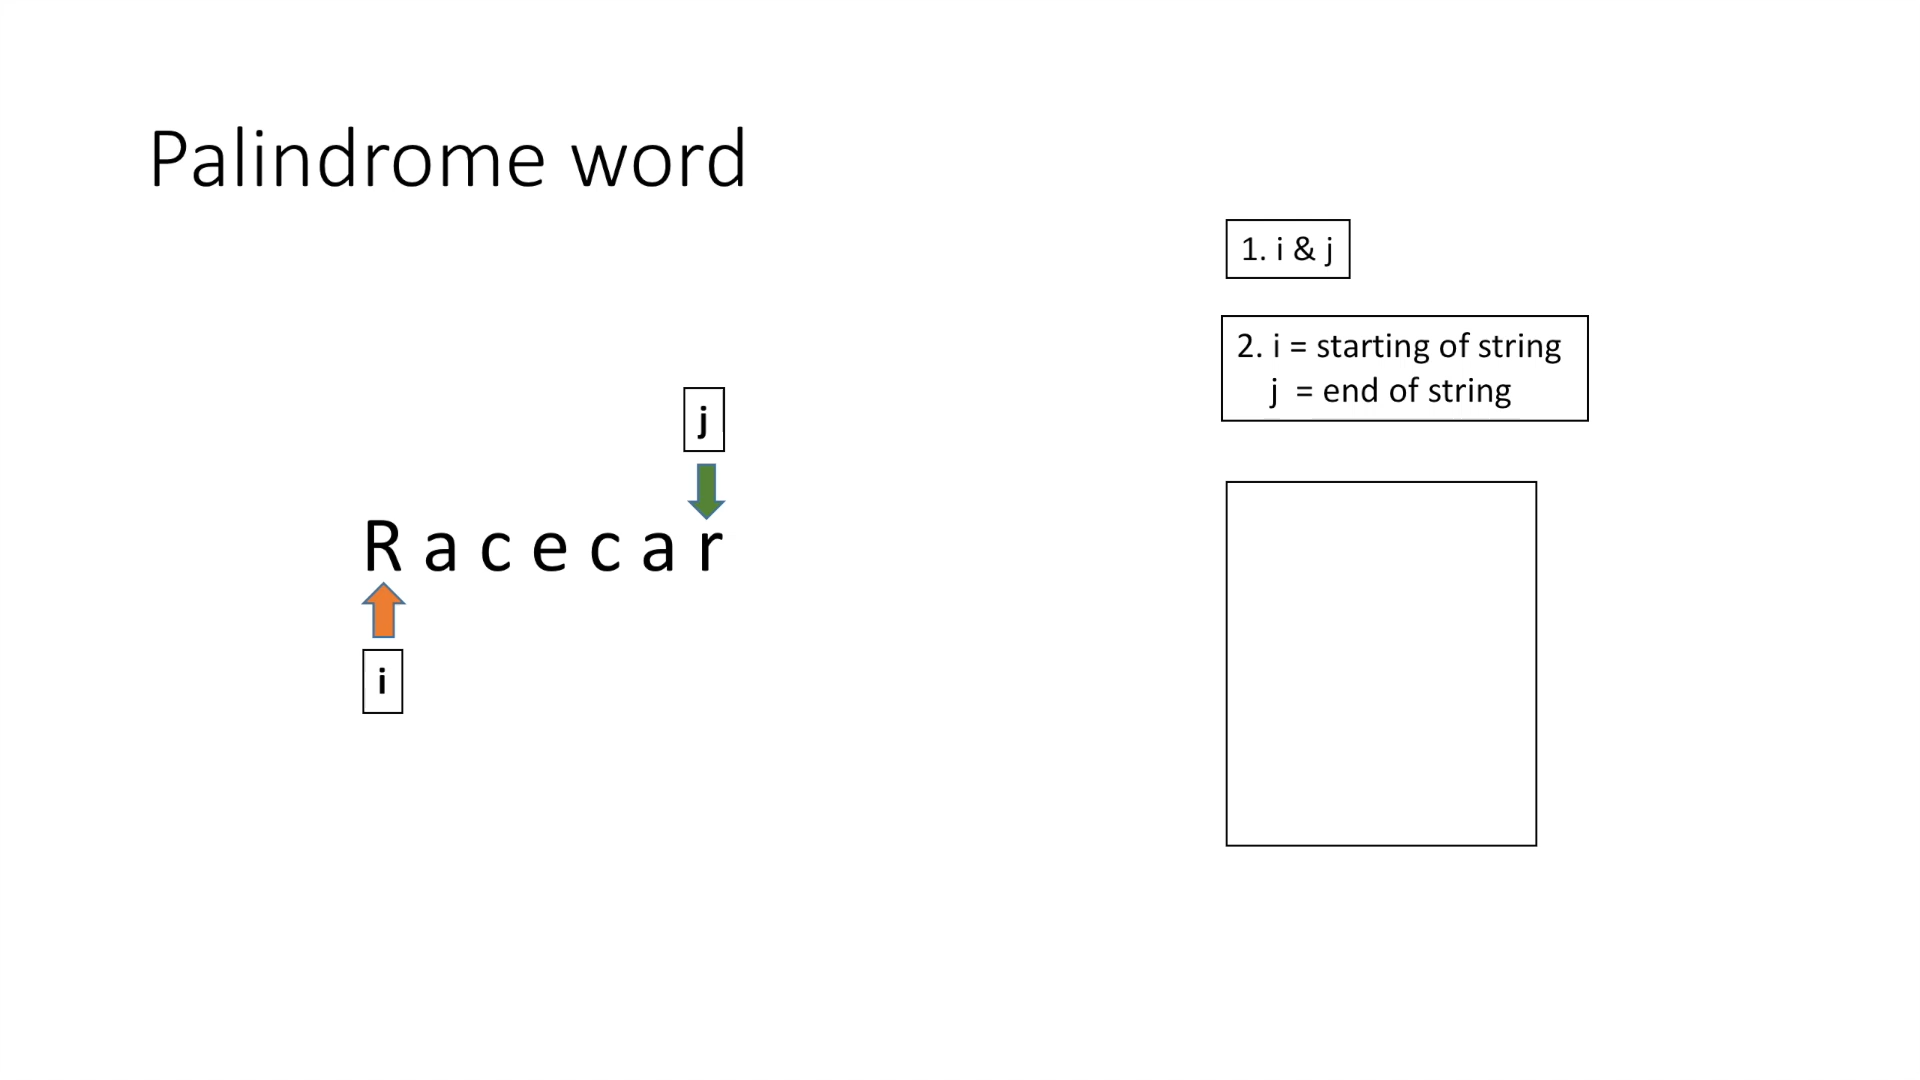 Palindrome word
1. i & j
2. i = starting of string
j = end of string
j
R a c e c a r
i